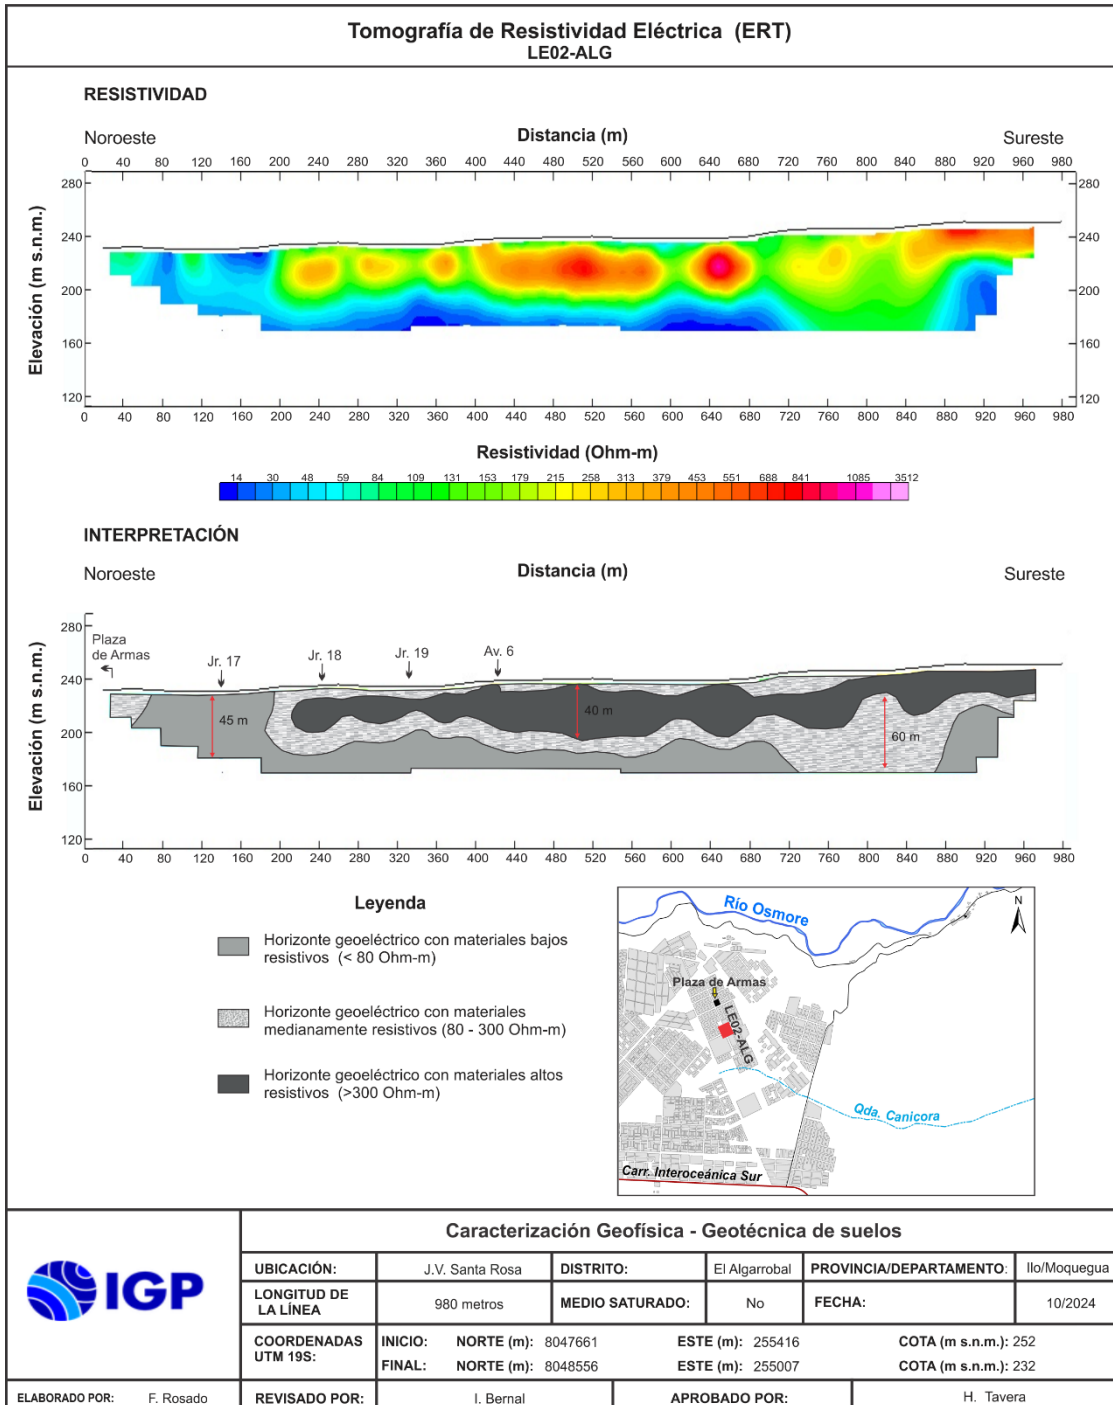 Tomografía de Resistividad Eléctrica (ERT)
LE02-ALG
RESISTIVIDAD
Noroeste
Distancia (m)
Sureste
0 40 80 120 160 200 240 280 320 360 400 440 480 520 560 600 640 680 720 760 800 840 880 920 960 980
Elevación (m s.n.m.)
280 280
240 240
200 200
160 160
120 120
0 40 80 120 160 200 240 280 320 360 400 440 480 520 560 600 640 680 720 760 800 840 880 920 960 980
Resistividad (Ohm-m)
14 30 48 59 84 109 131 153 179 215 258 313 379 453 551 688 841 1085 3512
INTERPRETACIÓN
Noroeste
Distancia (m)
Sureste
Elevación (m s.n.m.)
280
240
200
160
120
Plaza
de Armas
Jr. 17
Jr. 18
Jr. 19
Av. 6
45 m
40 m
60 m
0 40 80 120 160 200 240 280 320 360 400 440 480 520 560 600 640 680 720 760 800 840 880 920 960 980
Leyenda
Horizonte geoeléctrico con materiales bajos
resistivos (< 80 Ohm-m)
Horizonte geoeléctrico con materiales
medianamente resistivos (80 - 300 Ohm-m)
Horizonte geoeléctrico con materiales altos
resistivos (>300 Ohm-m)
Río Osmore
N
Plaza de Armas
LE02-ALG
Qda. Canicora
Carr. Interoceánica Sur
IGP
Caracterización Geofísica - Geotécnica de suelos
UBICACIÓN: J.V. Santa Rosa DISTRITO: El Algarrobal PROVINCIA/DEPARTAMENTO: Ilo/Moquegua
LONGITUD DE
LA LÍNEA
980 metros MEDIO SATURADO: No FECHA: 10/2024
COORDENADAS
UTM 19S:
INICIO: NORTE (m): 8047661 ESTE (m): 255416 COTA (m s.n.m.): 252
FINAL: NORTE (m): 8048556 ESTE (m): 255007 COTA (m s.n.m.): 232
ELABORADO POR: F. Rosado REVISADO POR: I. Bernal APROBADO POR: H. Tavera